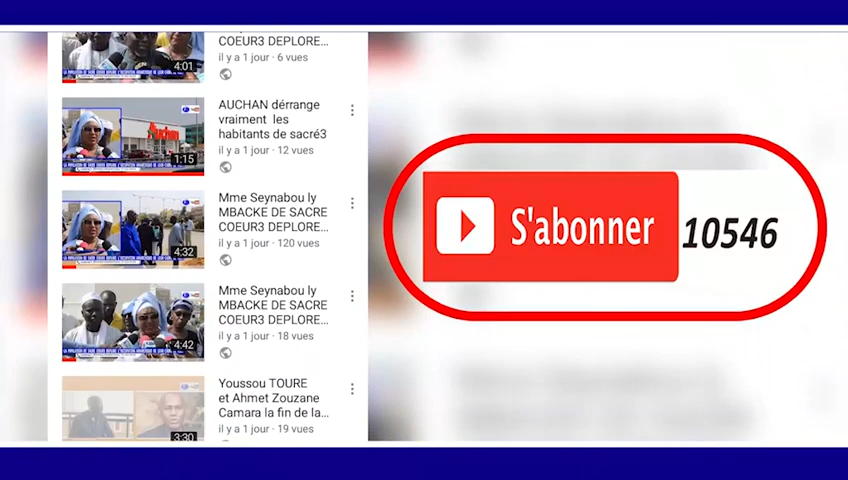 COEUR3 DEPLORE...
il y a 1 jour · 6 vues
4:01
AUCHAN dérrange
vraiment les
habitants de sacré3
il y a 1 jour · 12 vues
Auchan
1:15
Mme Seynabou ly
MBACKE DE SACRE
COEUR3 DEPLORE...
il y a 1 jour · 120 vues
4:32
Mme Seynabou ly
MBACKE DE SACRE
COEUR3 DEPLORE...
il y a 1 jour · 18 vues
4:42
Youssou TOURE
et Ahmet Zouzane
Camara la fin de la...
il y a 1 jour · 19 vues
3:30
S'abonner
10546